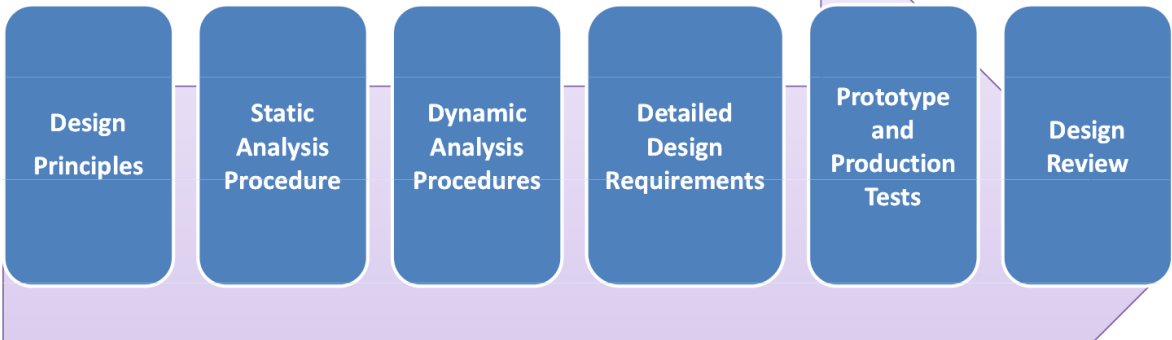 Design
Principles
Static
Analysis
Procedure
Dynamic
Analysis
Procedures
Detailed
Design
Requirements
Prototype
and
Production
Tests
Design
Review